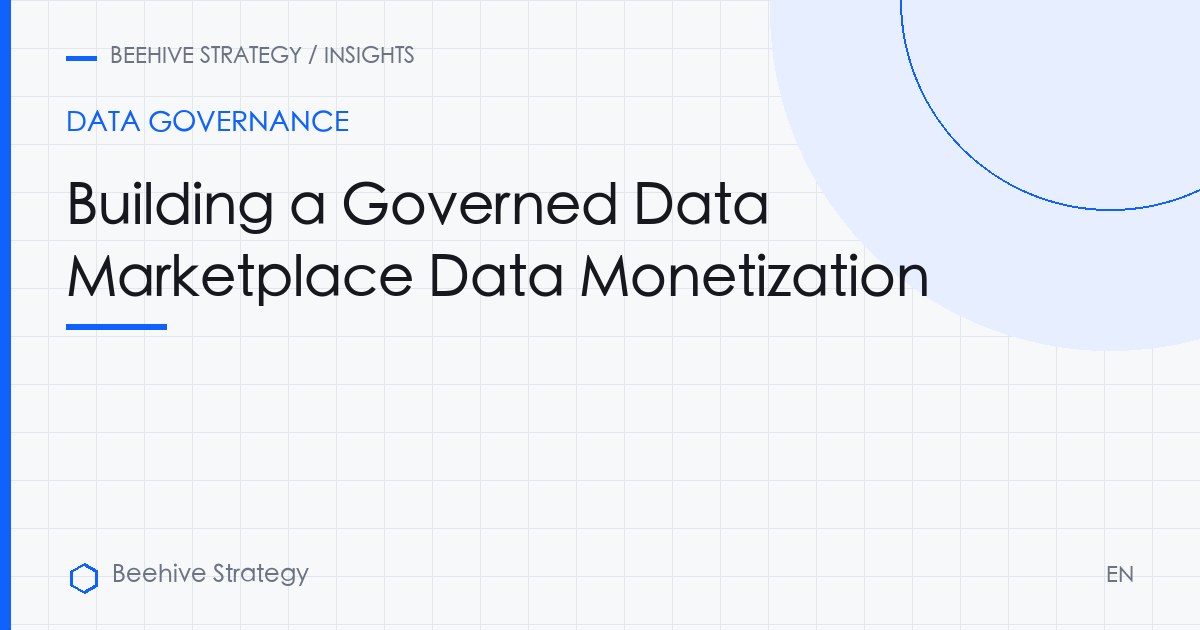 BEEHIVE STRATEGY / INSIGHTS
DATA GOVERNANCE
Building a Governed Data
Marketplace Data Monetization
Beehive Strategy
EN